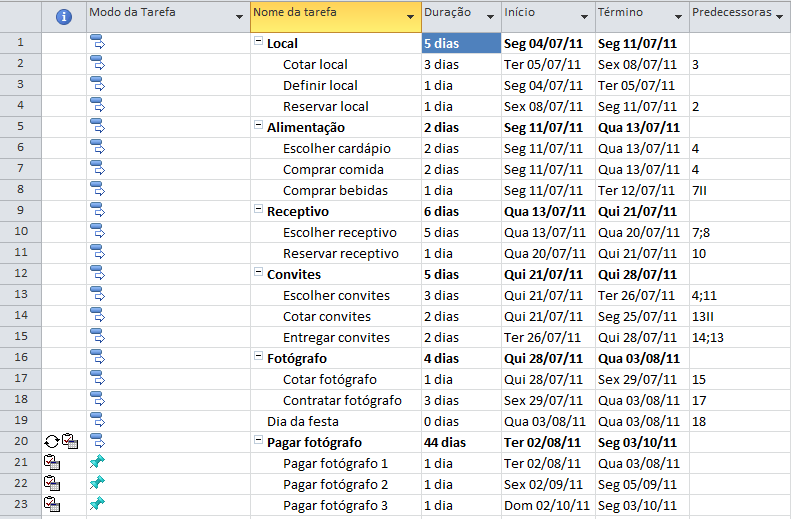 Modo da Tarefa Nome da tarefa Duração Início Término Predecessoras
1 Local 5 dias Seg 04/07/11 Seg 11/07/11
2 Cotar local 3 dias Ter 05/07/11 Sex 08/07/11 3
3 Definir local 1 dia Seg 04/07/11 Ter 05/07/11
4 Reservar local 1 dia Sex 08/07/11 Seg 11/07/11 2
5 Alimentação 2 dias Seg 11/07/11 Qua 13/07/11
6 Escolher cardápio 2 dias Seg 11/07/11 Qua 13/07/11 4
7 Comprar comida 2 dias Seg 11/07/11 Qua 13/07/11 4
8 Comprar bebidas 1 dia Seg 11/07/11 Ter 12/07/11 7II
9 Receptivo 6 dias Qua 13/07/11 Qui 21/07/11
10 Escolher receptivo 5 dias Qua 13/07/11 Qua 20/07/11 7;8
11 Reservar receptivo 1 dia Qua 20/07/11 Qui 21/07/11 10
12 Convites 5 dias Qui 21/07/11 Qui 28/07/11
13 Escolher convites 3 dias Qui 21/07/11 Ter 26/07/11 4;11
14 Cotar convites 2 dias Qui 21/07/11 Seg 25/07/11 13II
15 Entregar convites 2 dias Ter 26/07/11 Qui 28/07/11 14;13
16 Fotógrafo 4 dias Qui 28/07/11 Qua 03/08/11
17 Cotar fotógrafo 1 dia Qui 28/07/11 Sex 29/07/11 15
18 Contratar fotógrafo 3 dias Sex 29/07/11 Qua 03/08/11 17
19 Dia da festa 0 dias Qua 03/08/11 Qua 03/08/11 18
20 Pagar fotógrafo 44 dias Ter 02/08/11 Seg 03/10/11
21 Pagar fotógrafo 1 1 dia Ter 02/08/11 Qua 03/08/11
22 Pagar fotógrafo 2 1 dia Sex 02/09/11 Seg 05/09/11
23 Pagar fotógrafo 3 1 dia Dom 02/10/11 Seg 03/10/11